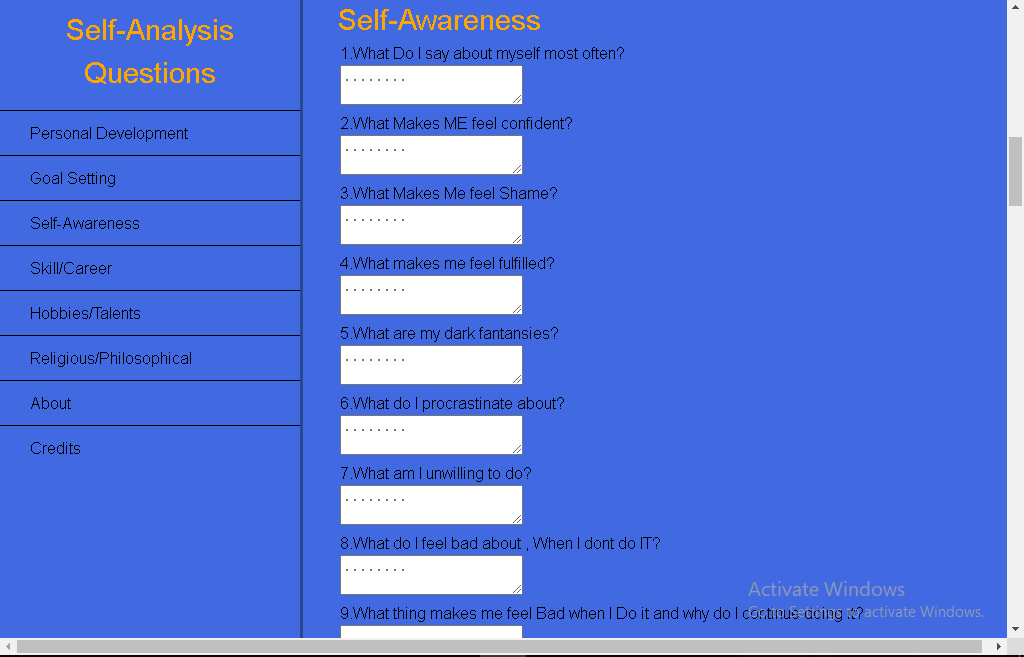 Self-Analysis
Questions
Personal Development
Goal Setting
Self-Awareness
Skill/Career
Hobbies/Talents
Religious/Philosophical
About
Credits
Self-Awareness
1.What Do I say about myself most often?
........
2.What Makes ME feel confident?
........
3.What Makes Me feel Shame?
........
4.What makes me feel fulfilled?
........
5.What are my dark fantansies?
........
6.What do I procrastinate about?
........
7.What am I unwilling to do?
........
8.What do I feel bad about , When I dont do IT?
........
9.What thing makes me feel Bad when I Do it and why do I continue doing it?
Activate Windows
Go to Settings to activate Windows.